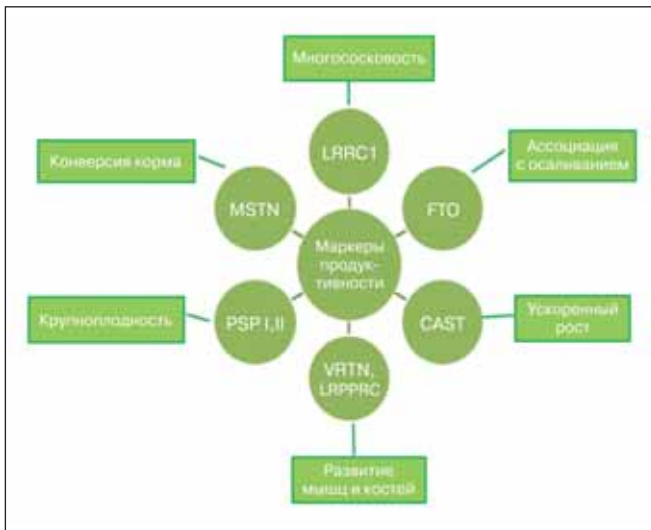 Многососковость
LRRC1
Конверсия корма
Ассоциация
с осаливанием
MSTN
FTO
Маркеры
продук-
тивности
Крупноплодность
PSP I,II
CAST
Ускоренный
рост
VRTN,
LRPPRC
Развитие
мышц и костей